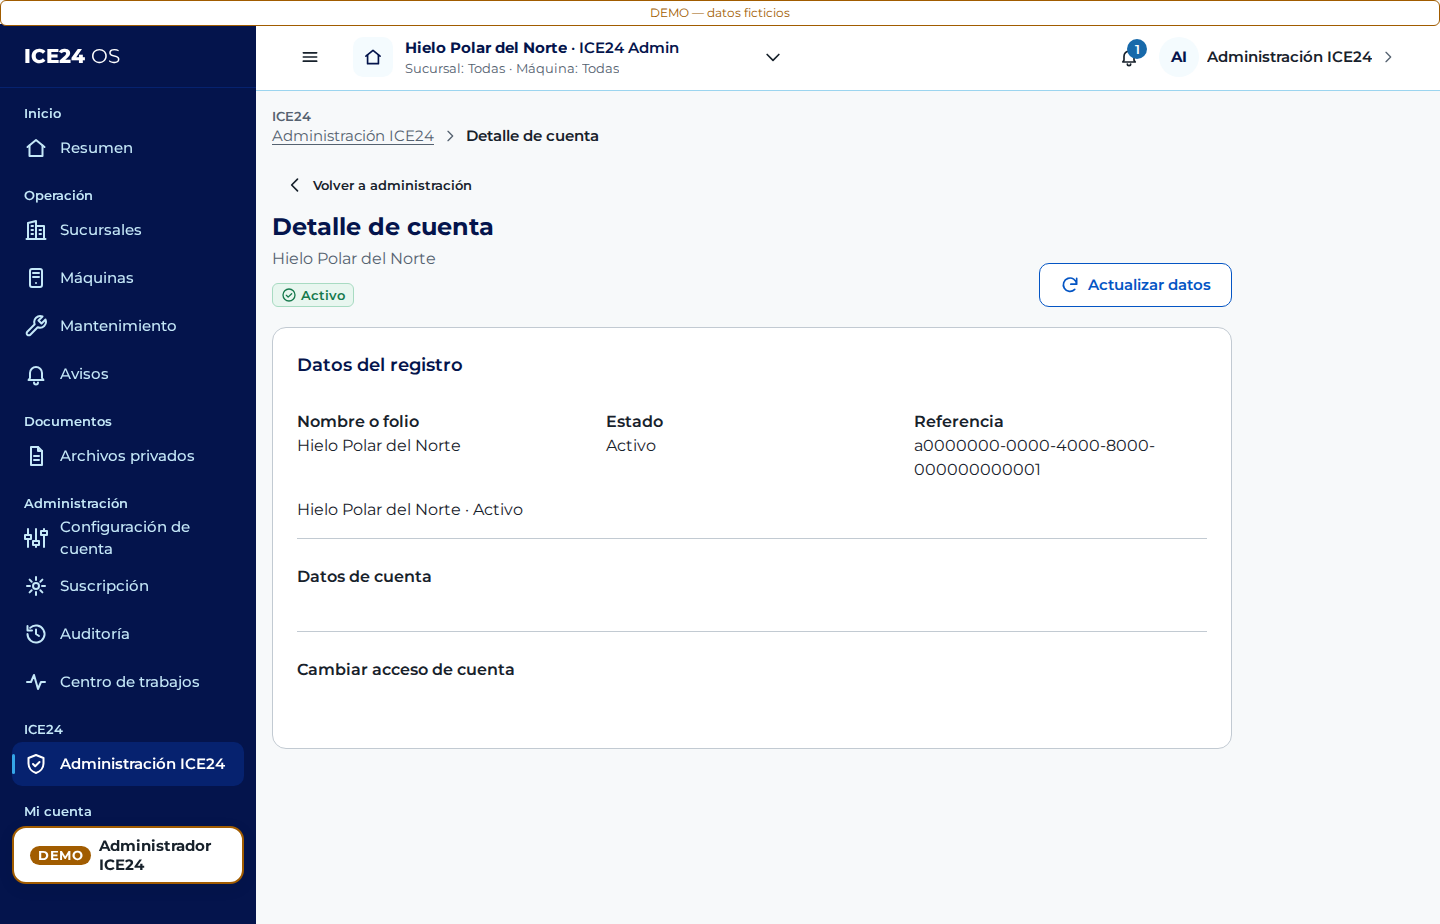 DEMO — datos ficticios
ICE24 OS
Inicio
Resumen
Operación
Sucursales
Máquinas
Mantenimiento
Avisos
Documentos
Archivos privados
Administración
Configuración de
cuenta
Suscripción
Auditoría
Centro de trabajos
ICE24
Administración ICE24
Mi cuenta
DEMO
Administrador
ICE24
Hielo Polar del Norte · ICE24 Admin
Sucursal: Todas · Máquina: Todas
1
AI
Administración ICE24
ICE24
Administración ICE24
Detalle de cuenta
Volver a administración
Detalle de cuenta
Hielo Polar del Norte
Activo
Actualizar datos
Datos del registro
Nombre o folio
Hielo Polar del Norte
Estado
Activo
Referencia
a0000000-0000-4000-8000-
000000000001
Hielo Polar del Norte · Activo
Datos de cuenta
Cambiar acceso de cuenta